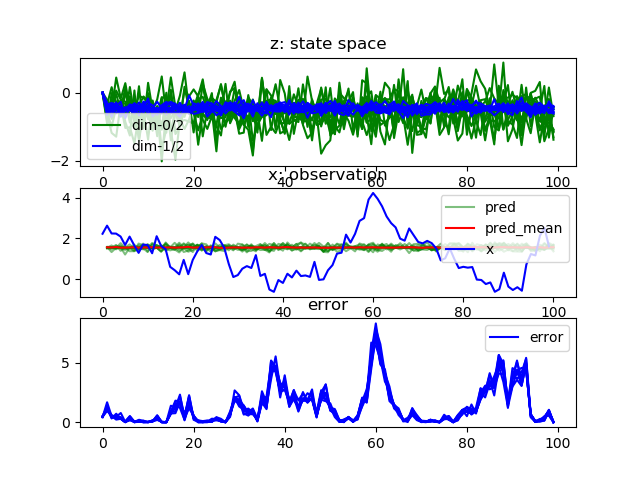 z: state space
0
−2
dim-0/2
dim-1/2
0 20 40 60 80 100
x: observation
4
2
0
pred
pred_mean
x
0 20 40 60 80 100
error
5
0
error
0 20 40 60 80 100